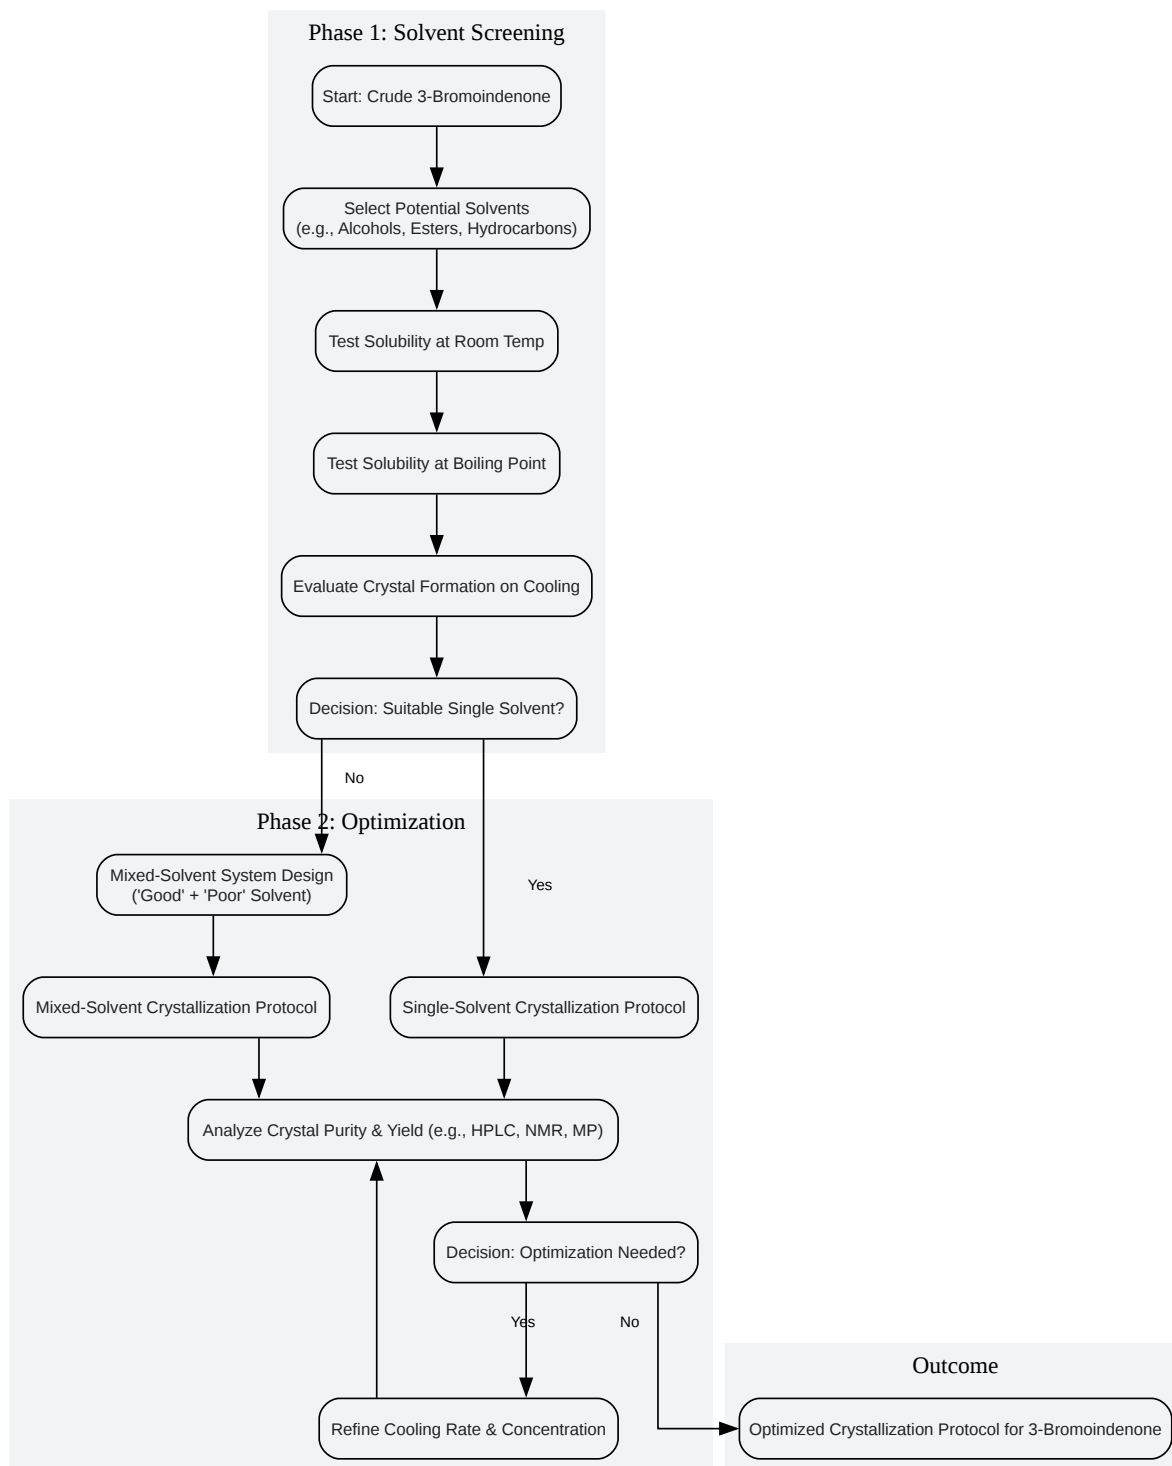 Phase 1: Solvent Screening
Start: Crude 3-Bromoindenone
Select Potential Solvents
(e.g., Alcohols, Esters, Hydrocarbons)
Test Solubility at Room Temp
Test Solubility at Boiling Point
Evaluate Crystal Formation on Cooling
Decision: Suitable Single Solvent?
No
Phase 2: Optimization
Mixed-Solvent System Design
('Good' + 'Poor' Solvent)
Yes
Mixed-Solvent Crystallization Protocol
Single-Solvent Crystallization Protocol
Analyze Crystal Purity & Yield (e.g., HPLC, NMR, MP)
Decision: Optimization Needed?
Yes
No
Outcome
Refine Cooling Rate & Concentration
Optimized Crystallization Protocol for 3-Bromoindenone